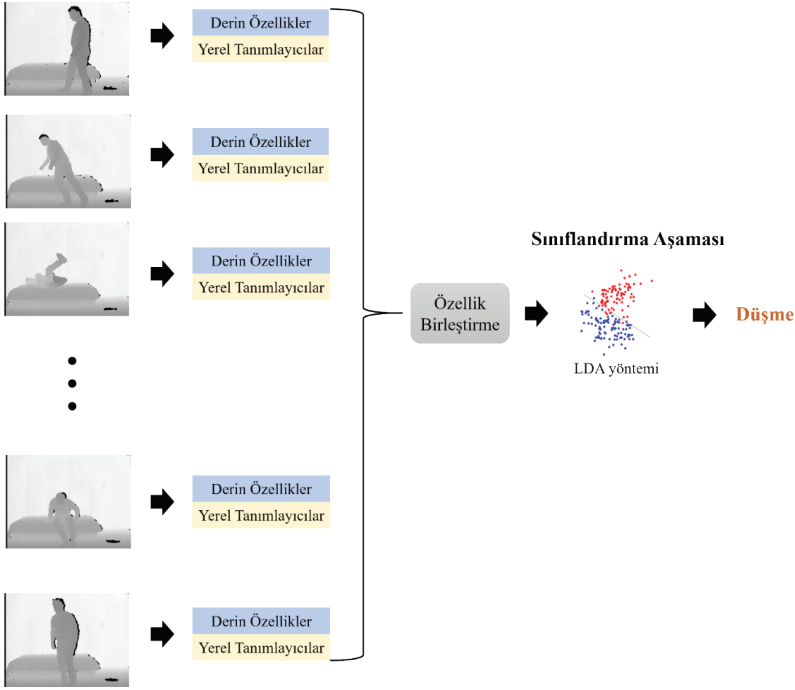 Derin Özellikler
Yerel Tanımlayıcılar
Derin Özellikler
Yerel Tanımlayıcılar
Derin Özellikler
Yerel Tanımlayıcılar
Derin Özellikler
Yerel Tanımlayıcılar
Derin Özellikler
Yerel Tanımlayıcılar
Özellik
Birleştirme
Sınıflandırma Aşaması
LDA yöntemi
Düşme